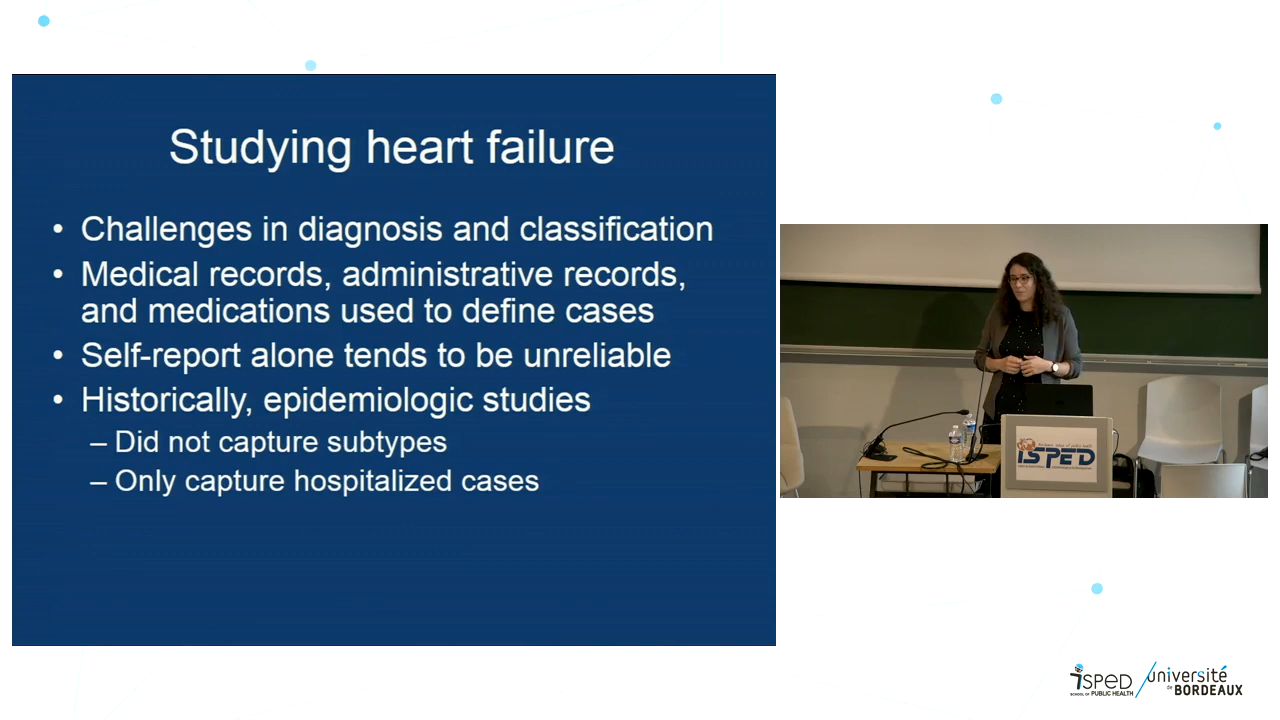 Studying heart failure
• Challenges in diagnosis and classification
• Medical records, administrative records,
and medications used to define cases
• Self-report alone tends to be unreliable
• Historically, epidemiologic studies
– Did not capture subtypes
– Only capture hospitalized cases
ISPED
iSPED
SCHOOL OF PUBLIC HEALTH
université
de BORDEAUX